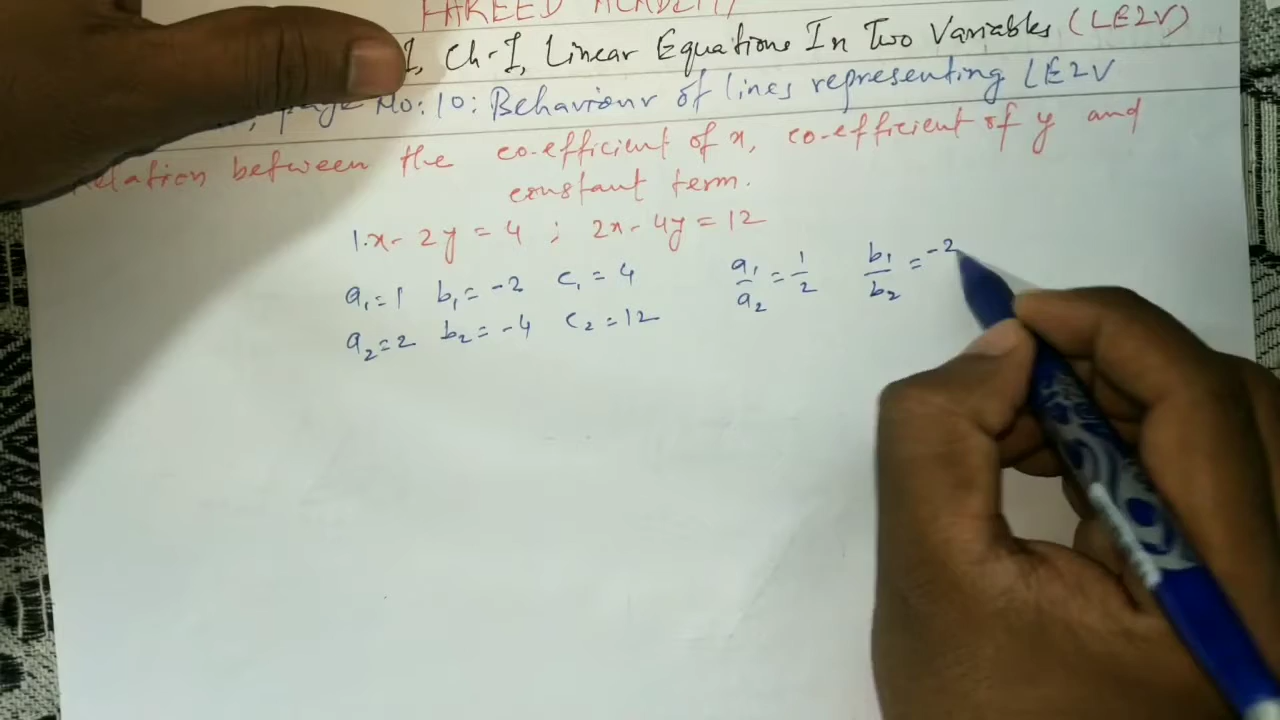 FAREED ACADEMY
I, Ch-I, Linear Equations In Two Variables (LE2V)
page No: 10: Behaviour of lines representing LE2V
Relation between the co-efficient of x, co-efficient of y and
constant term.
1.x - 2y = 4 ; 2x - 4y = 12
a₁ = 1 b₁ = -2 c₁ = 4 a₁/a₂ = 1/2 b₁/b₂ = -2
a₂ = 2 b₂ = -4 c₂ = 12